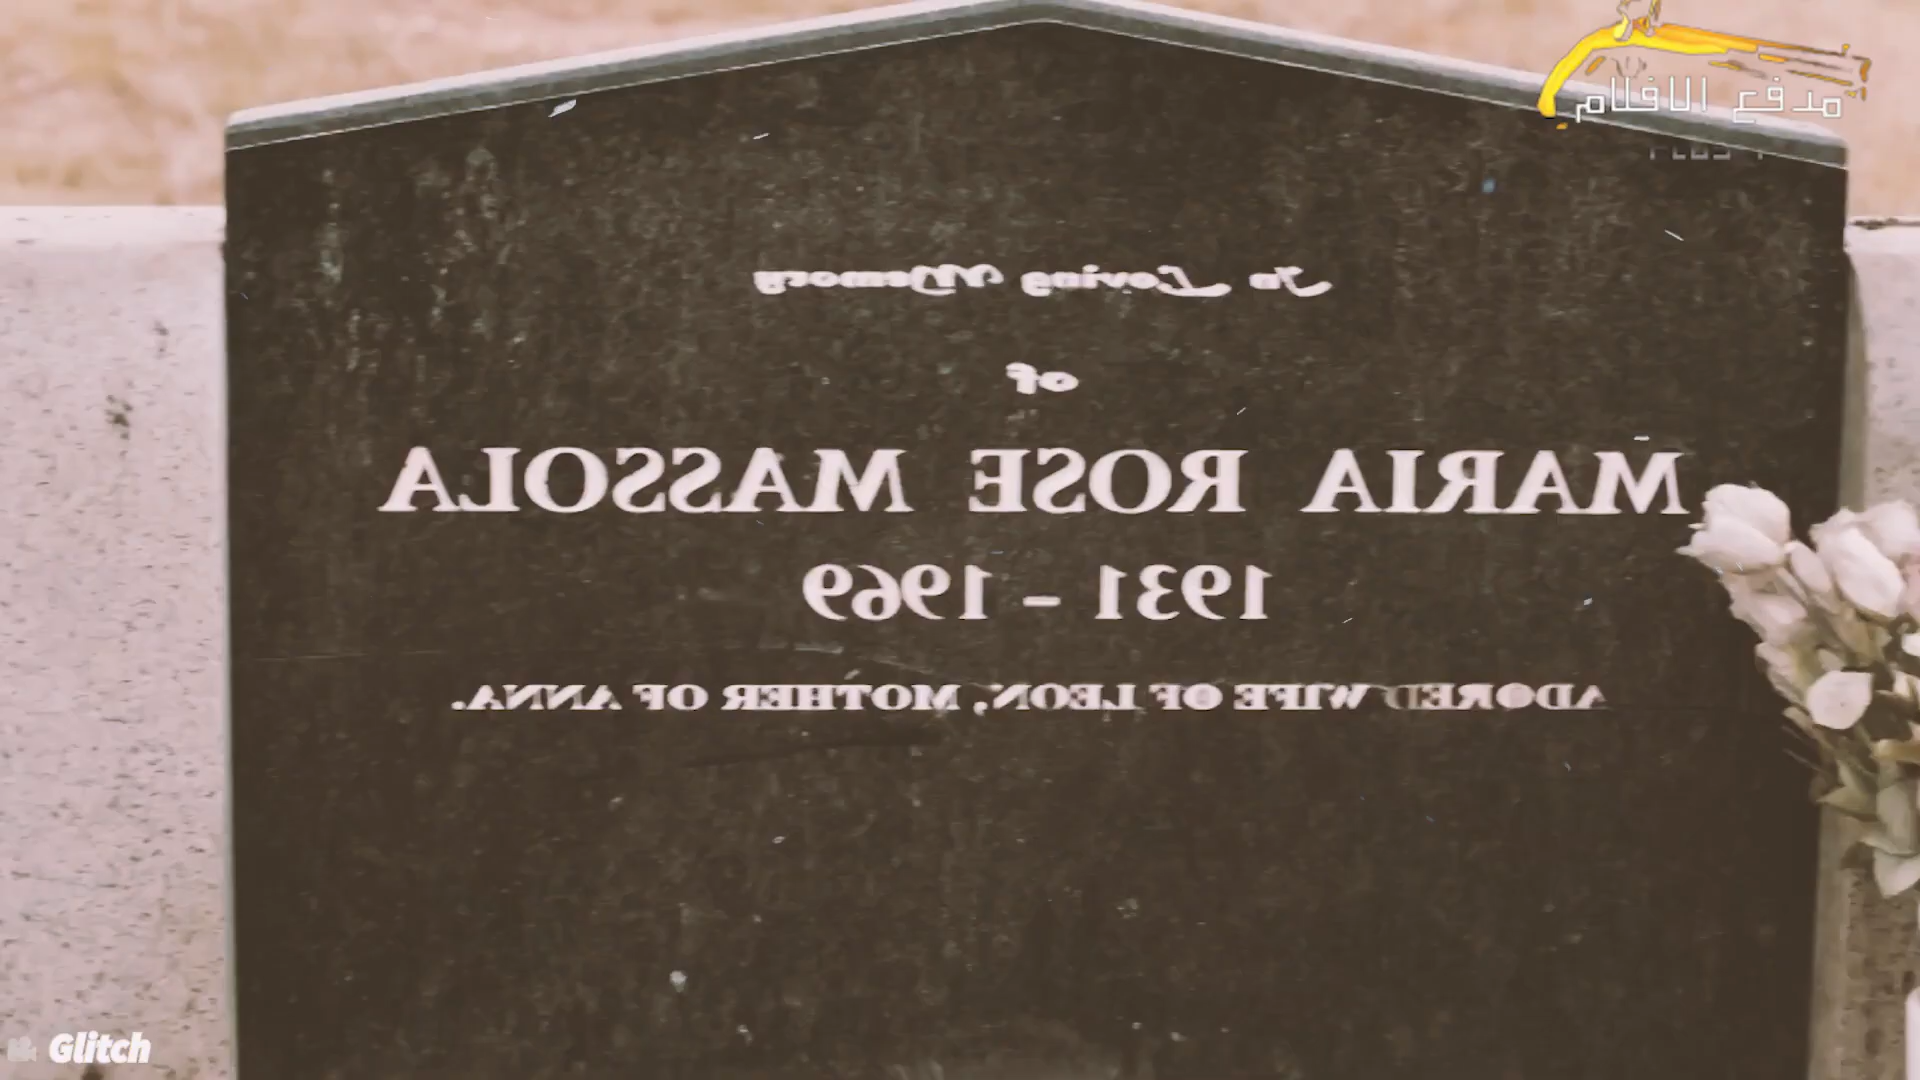 مدفع الافلام
In Loving Memory
of
MARIA ROSE MASSOLA
1931 - 1969
ADORED WIFE OF LEON, MOTHER OF ANNA.
Glitch